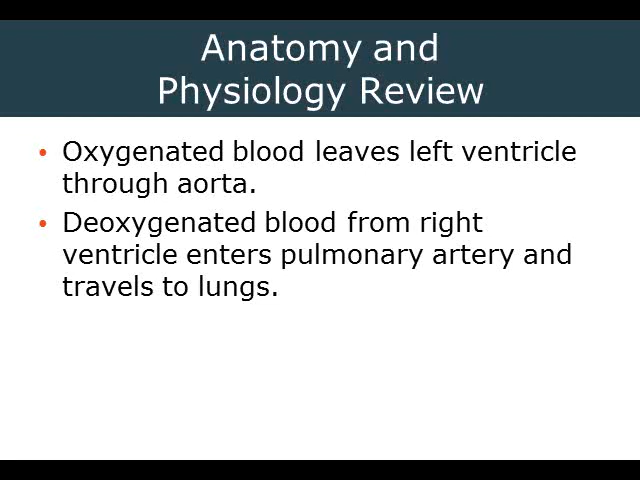 Anatomy and
Physiology Review
• Oxygenated blood leaves left ventricle
through aorta.
• Deoxygenated blood from right
ventricle enters pulmonary artery and
travels to lungs.